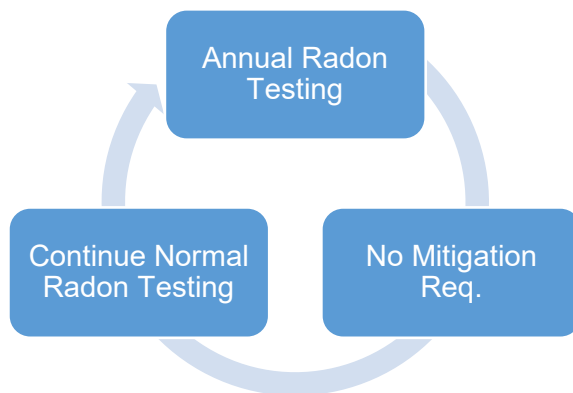 Annual Radon
Testing
No Mitigation
Req.
Continue Normal
Radon Testing